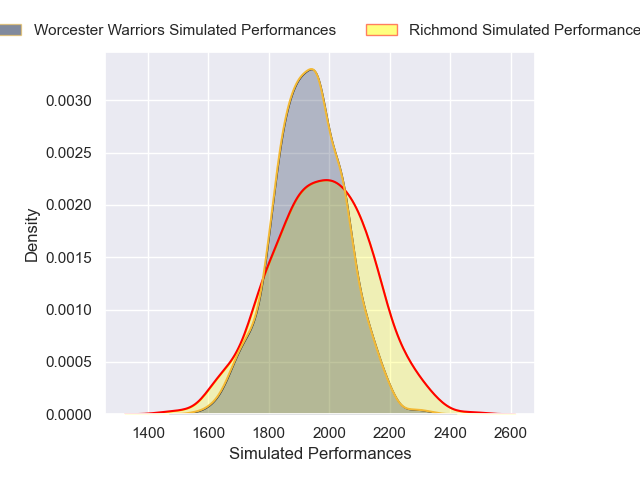 Worcester Warriors Simulated Performances
Richmond Simulated Performance
0.0030
0.0025
0.0020
0.0015
0.0010
0.0005
0.0000
Density
1400 1600 1800 2000 2200 2400 2600
Simulated Performances